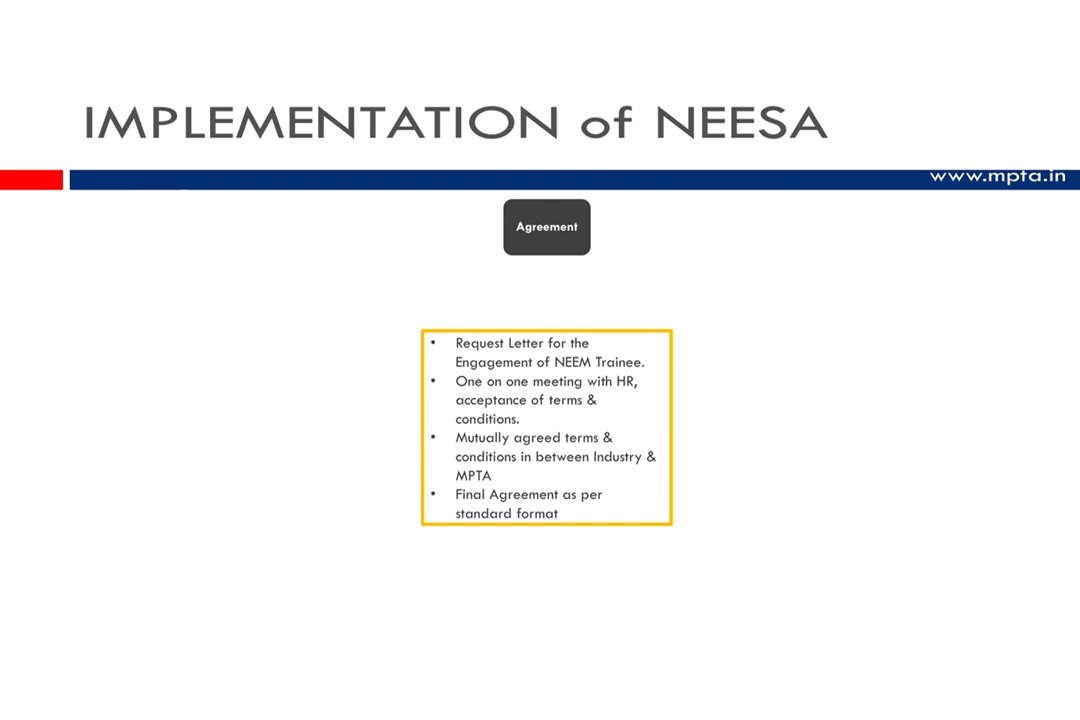 IMPLEMENTATION of NEESA
www.mpta.in
Agreement
• Request Letter for the
Engagement of NEEM Trainee.
• One on one meeting with HR,
acceptance of terms &
conditions.
• Mutually agreed terms &
conditions in between Industry &
MPTA
• Final Agreement as per
standard format